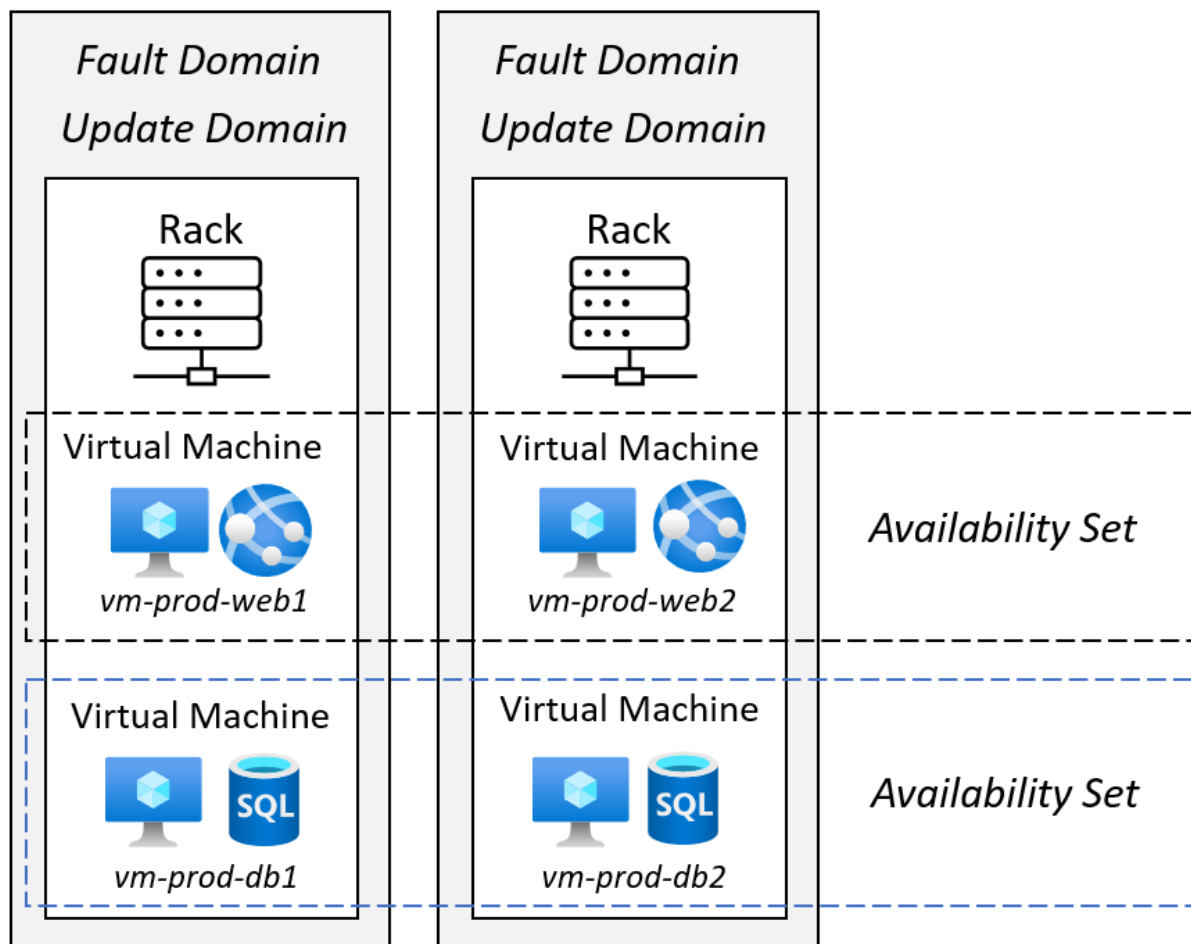 Fault Domain
Update Domain
Rack
Virtual Machine
vm-prod-web1
Virtual Machine
SQL
vm-prod-db1
Fault Domain
Update Domain
Rack
Virtual Machine
vm-prod-web2
Virtual Machine
SQL
vm-prod-db2
Availability Set
Availability Set